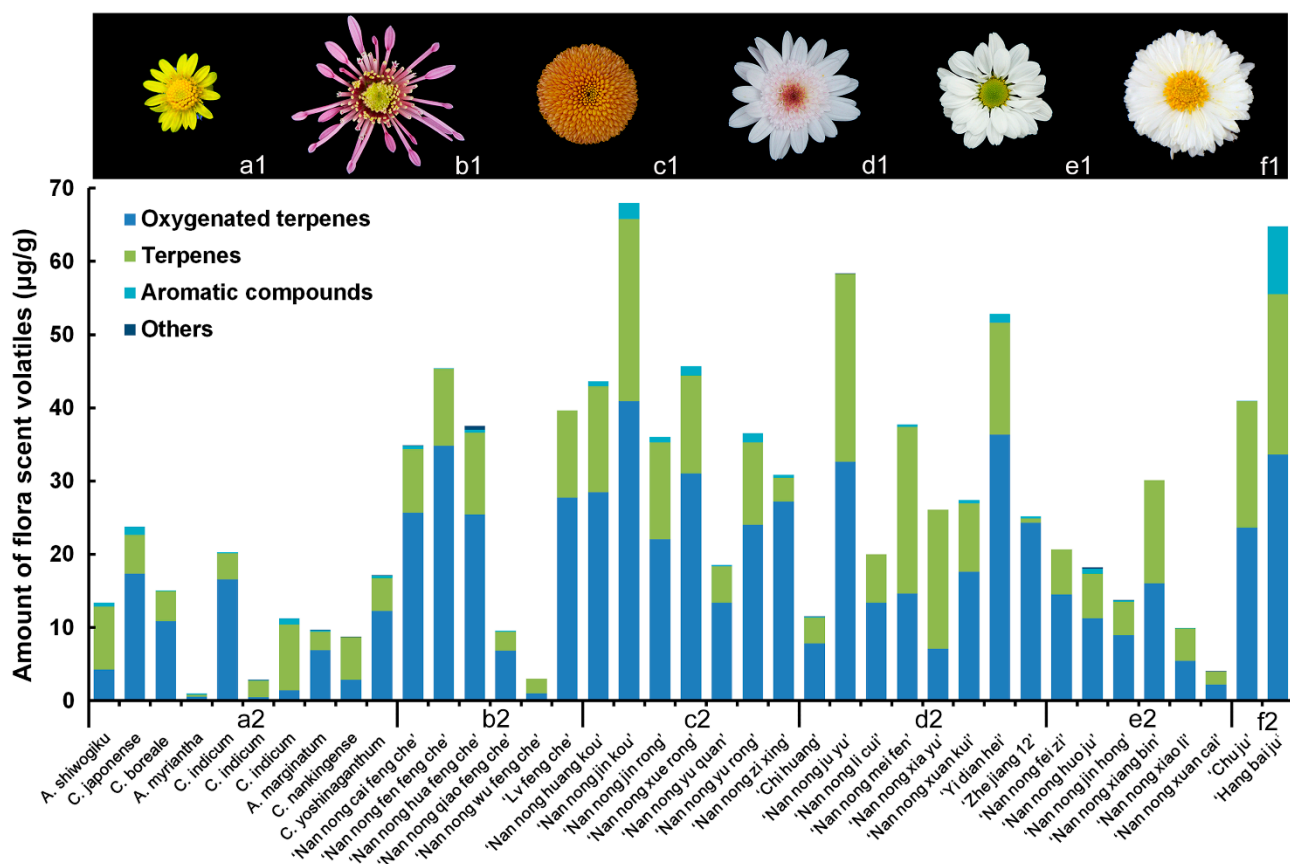 a1
b1
c1
d1
e1
f1
Amount of flora scent volatiles (µg/g)
70
60
50
40
30
20
10
0
Oxygenated terpenes
Terpenes
Aromatic compounds
Others
a2
b2
c2
d2
e2
f2
A. shiwogiku
C. japonense
C. boreale
A. myriantha
C. indicum
C. indicum
C. indicum
A. marginatum
C. nankingense
C. yoshinaganthum
‘Nan nong cai feng che’
‘Nan nong fen feng che’
‘Nan nong hua feng che’
‘Nan nong qiao feng che’
‘Nan nong wu feng che’
‘Lv feng che’
‘Nan nong huang kou’
‘Nan nong jin kou’
‘Nan nong jin rong’
‘Nan nong xue rong’
‘Nan nong yu quan’
‘Nan nong yu rong’
‘Nan nong zi xing’
‘Chi huang’
‘Nan nong ju yu’
‘Nan nong li cui’
‘Nan nong mei fen’
‘Nan nong xia yu’
‘Nan nong xuan kui’
‘Yi dian hei’
‘Zhe jiang 12’
‘Nan nong fei zi’
‘Nan nong huo ju’
‘Nan nong jin hong’
‘Nan nong xiang bin’
‘Nan nong xiao li’
‘Nan nong xuan cai’
‘Chu ju’
‘Hang bai ju’